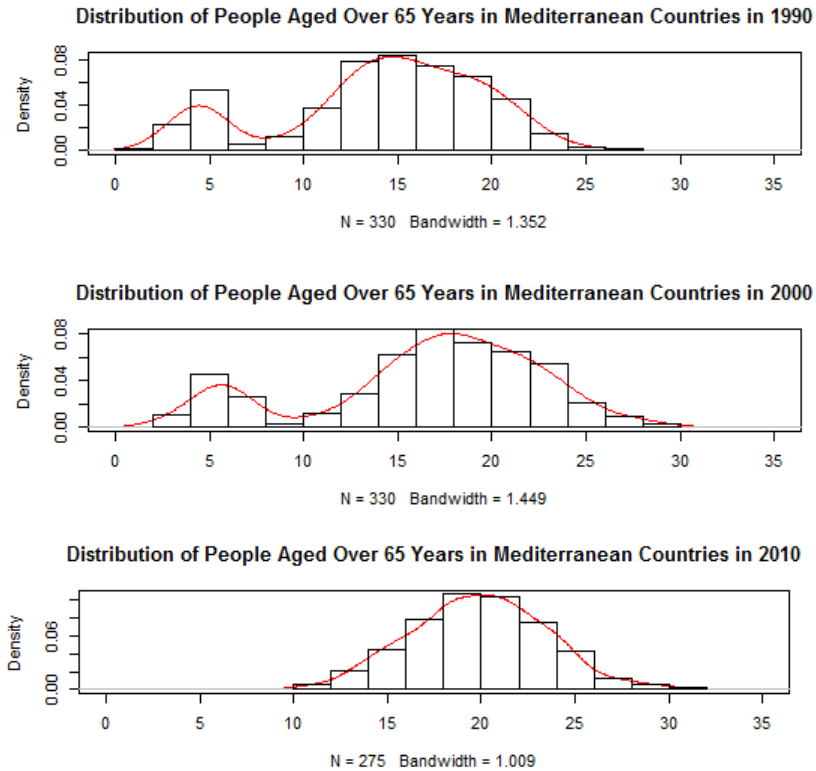 Distribution of People Aged Over 65 Years in Mediterranean Countries in 1990
Density
0.08
0.04
0.00
0 5 10 15 20 25 30 35
N = 330 Bandwidth = 1.352
Distribution of People Aged Over 65 Years in Mediterranean Countries in 2000
Density
0.08
0.04
0.00
0 5 10 15 20 25 30 35
N = 330 Bandwidth = 1.449
Distribution of People Aged Over 65 Years in Mediterranean Countries in 2010
Density
0.06
0.00
0 5 10 15 20 25 30 35
N = 275 Bandwidth = 1.009